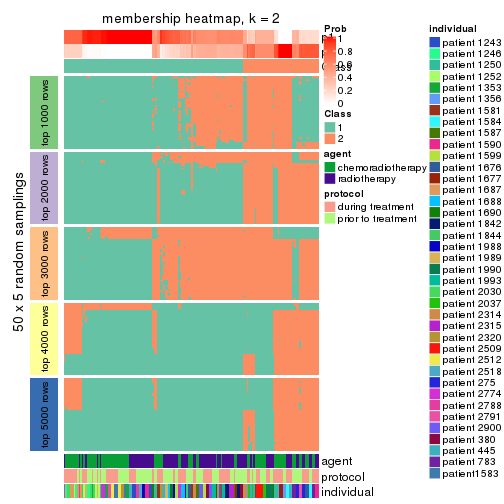 membership heatmap, k = 2
50 x 5 random samplings
top 1000 rows
top 2000 rows
top 3000 rows
top 4000 rows
top 5000 rows
agent
protocol
individual
Prob
1
0.8
0.6
0.4
0.2
0
Class
1
2
agent
chemoradiotherapy
radiotherapy
protocol
during treatment
prior to treatment
individual
patient 1243
patient 1246
patient 1250
patient 1252
patient 1353
patient 1356
patient 1581
patient 1584
patient 1587
patient 1590
patient 1599
patient 1676
patient 1677
patient 1687
patient 1688
patient 1690
patient 1842
patient 1844
patient 1988
patient 1989
patient 1990
patient 1993
patient 2030
patient 2037
patient 2314
patient 2315
patient 2320
patient 2509
patient 2512
patient 2518
patient 275
patient 2774
patient 2788
patient 2791
patient 2900
patient 380
patient 445
patient 783
patient1583